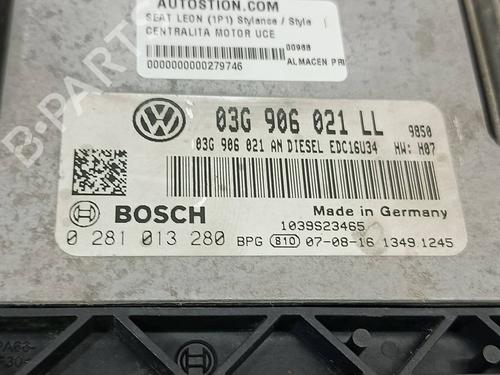 AUTOSTION.COM
SEAT LEON (1P1) Stylance / Style
CENTRALITA MOTOR UCE
00968
0000000000279746
ALMACEN PRI
B-PARTS
03G 906 021 LL
9850
03G 906 021 AN DIESEL EDC16U34
HW: H07
BOSCH
Made in Germany
1039S23465
0 281 013 280
BPG 810 07-08-16 1349 1245